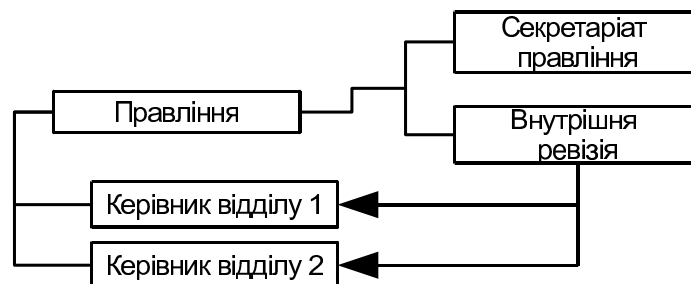 Секретаріат
правління
Правління
Внутрішня
ревізія
Керівник відділу 1
Керівник відділу 2